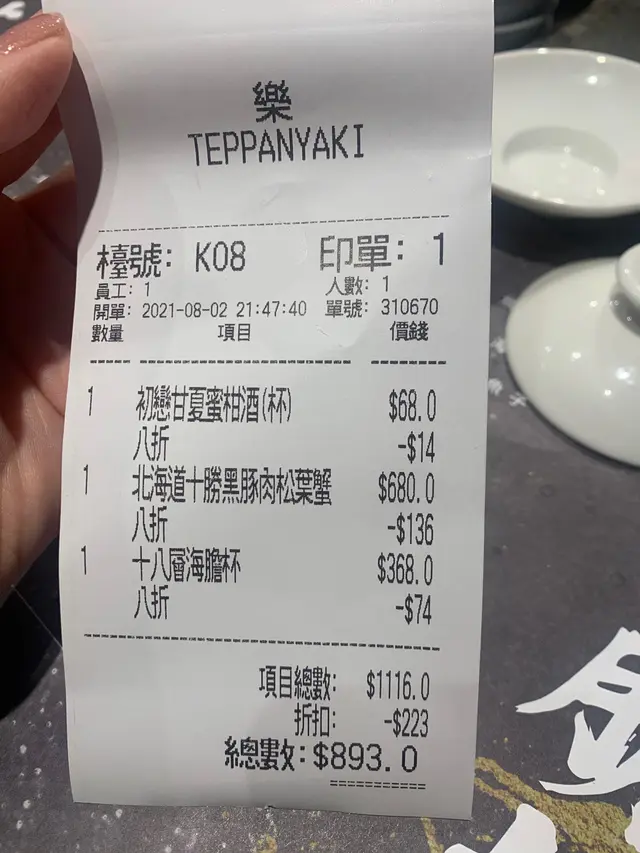 樂
TEPPANYAKI
檯號: K08 印單: 1
員工: 1 人數: 1
開單: 2021-08-02 21:47:40 單號: 310670
數量 項目 價錢
1 初戀甘夏蜜柑酒(杯) $68.0
八折 -$14
1 北海道十勝黑豚肉松葉蟹 $680.0
八折 -$136
1 十八層海膽杯 $368.0
八折 -$74
項目總數: $1116.0
折扣: -$223
總數: $893.0